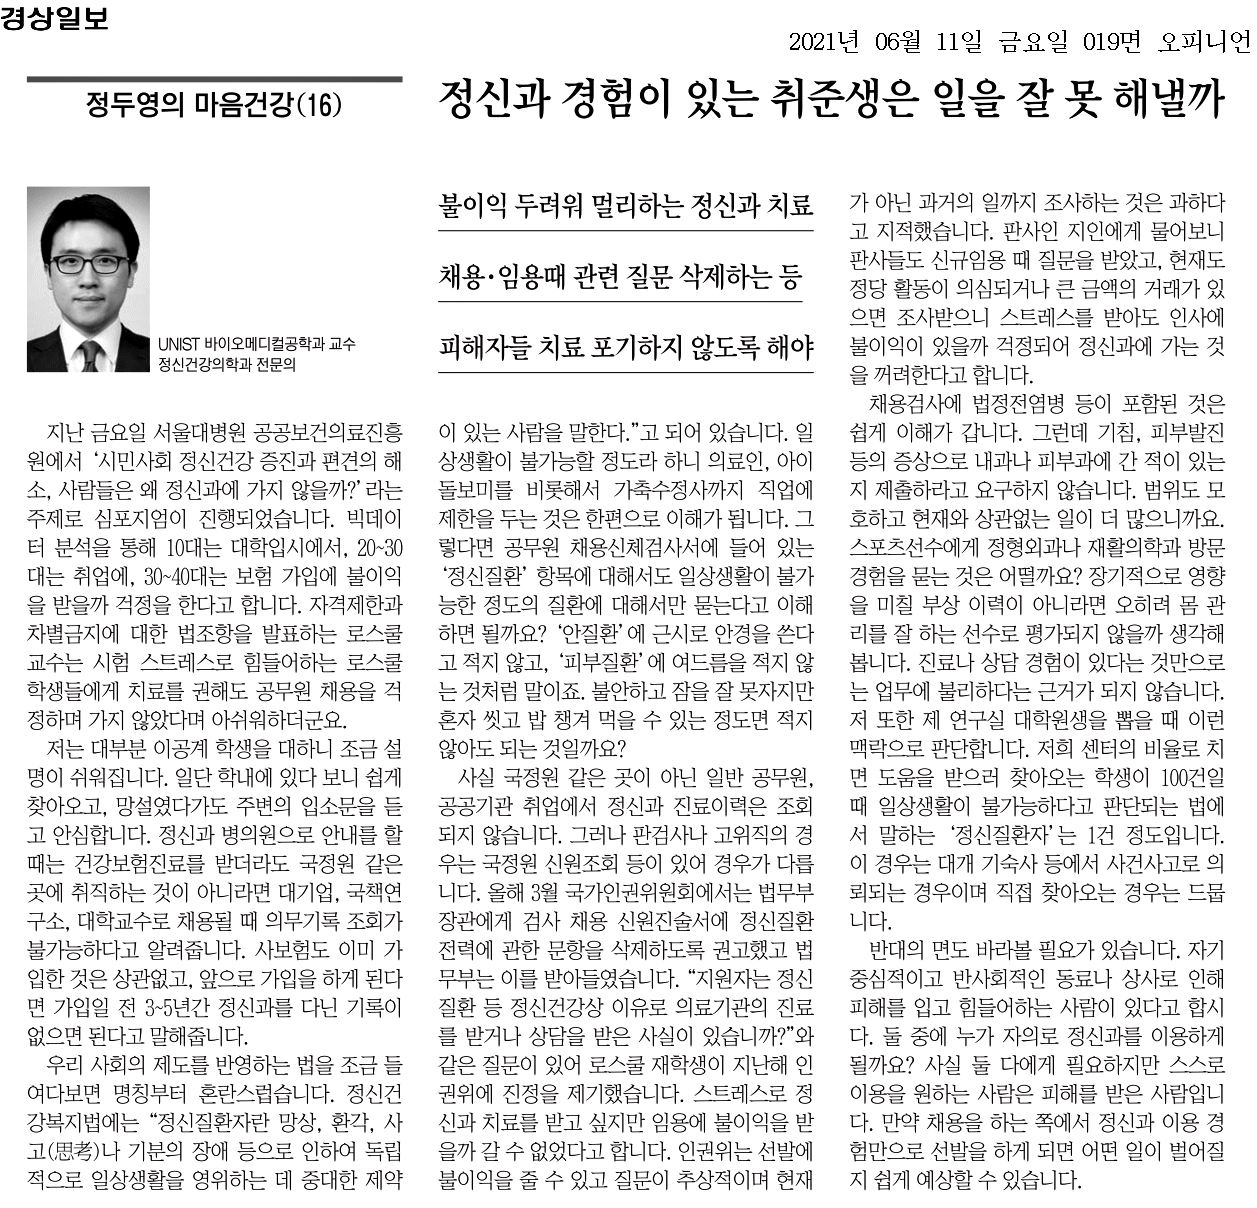 경상일보
2021년 06월 11일 금요일 019면 오피니언
정두영의 마음건강(16)
정신과 경험이 있는 취준생은 일을 잘 못 해낼까
UNIST 바이오메디컬공학과 교수
정신건강의학과 전문의
불이익 두려워 멀리하는 정신과 치료
채용·임용때 관련 질문 삭제하는 등
피해자들 치료 포기하지 않도록 해야
지난 금요일 서울대병원 공공보건의료진흥
원에서 ‘시민사회 정신건강 증진과 편견의 해
소, 사람들은 왜 정신과에 가지 않을까?’라는
주제로 심포지엄이 진행되었습니다. 빅데이
터 분석을 통해 10대는 대학입시에서, 20~30
대는 취업에, 30~40대는 보험 가입에 불이익
을 받을까 걱정을 한다고 합니다. 자격제한과
차별금지에 대한 법조항을 발표하는 로스쿨
교수는 시험 스트레스로 힘들어하는 로스쿨
학생들에게 치료를 권해도 공무원 채용을 걱
정하며 가지 않았다며 아쉬워하더군요.
저는 대부분 이공계 학생을 대하니 조금 설
명이 쉬워집니다. 일단 학내에 있다 보니 쉽게
찾아오고, 망설였다가도 주변의 입소문을 듣
고 안심합니다. 정신과 병의원으로 안내를 할
때는 건강보험진료를 받더라도 국정원 같은
곳에 취직하는 것이 아니라면 대기업, 국책연
구소, 대학교수로 채용될 때 의무기록 조회가
불가능하다고 알려줍니다. 사보험도 이미 가
입한 것은 상관없고, 앞으로 가입을 하게 된다
면 가입일 전 3~5년간 정신과를 다닌 기록이
없으면 된다고 말해줍니다.
우리 사회의 제도를 반영하는 법을 조금 들
여다보면 명칭부터 혼란스럽습니다. 정신건
강복지법에는 “정신질환자란 망상, 환각, 사
고(思考)나 기분의 장애 등으로 인하여 독립
적으로 일상생활을 영위하는 데 중대한 제약
이 있는 사람을 말한다.”고 되어 있습니다. 일
상생활이 불가능할 정도라 하니 의료인, 아이
돌보미를 비롯해서 가축수정사까지 직업에
제한을 두는 것은 한편으로 이해가 됩니다. 그
렇다면 공무원 채용신체검사서에 들어 있는
‘정신질환’ 항목에 대해서도 일상생활이 불가
능한 정도의 질환에 대해서만 묻는다고 이해
하면 될까요? ‘안질환’에 근시로 안경을 쓴다
고 적지 않고, ‘피부질환’에 여드름을 적지 않
는 것처럼 말이죠. 불안하고 잠을 잘 못자지만
혼자 씻고 밥 챙겨 먹을 수 있는 정도면 적지
않아도 되는 것일까요?
사실 국정원 같은 곳이 아닌 일반 공무원,
공공기관 취업에서 정신과 진료이력은 조회
되지 않습니다. 그러나 판검사나 고위직의 경
우는 국정원 신원조회 등이 있어 경우가 다릅
니다. 올해 3월 국가인권위원회에서는 법무부
장관에게 검사 채용 신원진술서에 정신질환
전력에 관한 문항을 삭제하도록 권고했고 법
무부는 이를 받아들였습니다. “지원자는 정신
질환 등 정신건강상 이유로 의료기관의 진료
를 받거나 상담을 받은 사실이 있습니까?”와
같은 질문이 있어 로스쿨 재학생이 지난해 인
권위에 진정을 제기했습니다. 스트레스로 정
신과 치료를 받고 싶지만 임용에 불이익을 받
을까 갈 수 없었다고 합니다. 인권위는 선발에
불이익을 줄 수 있고 질문이 추상적이며 현재
가 아닌 과거의 일까지 조사하는 것은 과하다
고 지적했습니다. 판사인 지인에게 물어보니
판사들도 신규임용 때 질문을 받았고, 현재도
정당 활동이 의심되거나 큰 금액의 거래가 있
으면 조사받으니 스트레스를 받아도 인사에
불이익이 있을까 걱정되어 정신과에 가는 것
을 꺼려한다고 합니다.
채용검사에 법정전염병 등이 포함된 것은
쉽게 이해가 갑니다. 그런데 기침, 피부발진
등의 증상으로 내과나 피부과에 간 적이 있는
지 제출하라고 요구하지 않습니다. 범위도 모
호하고 현재와 상관없는 일이 더 많으니까요.
스포츠선수에게 정형외과나 재활의학과 방문
경험을 묻는 것은 어떨까요? 장기적으로 영향
을 미칠 부상 이력이 아니라면 오히려 몸 관
리를 잘 하는 선수로 평가되지 않을까 생각해
봅니다. 진료나 상담 경험이 있다는 것만으로
는 업무에 불리하다는 근거가 되지 않습니다.
저 또한 제 연구실 대학원생을 뽑을 때 이런
맥락으로 판단합니다. 저희 센터의 비율로 치
면 도움을 받으러 찾아오는 학생이 100건일
때 일상생활이 불가능하다고 판단되는 법에
서 말하는 ‘정신질환자’는 1건 정도입니다.
이 경우는 대개 기숙사 등에서 사건사고로 의
뢰되는 경우이며 직접 찾아오는 경우는 드뭅
니다.
반대의 면도 바라볼 필요가 있습니다. 자기
중심적이고 반사회적인 동료나 상사로 인해
피해를 입고 힘들어하는 사람이 있다고 합시
다. 둘 중에 누가 자의로 정신과를 이용하게
될까요? 사실 둘 다에게 필요하지만 스스로
이용을 원하는 사람은 피해를 받은 사람입니
다. 만약 채용을 하는 쪽에서 정신과 이용 경
험만으로 선발을 하게 되면 어떤 일이 벌어질
지 쉽게 예상할 수 있습니다.